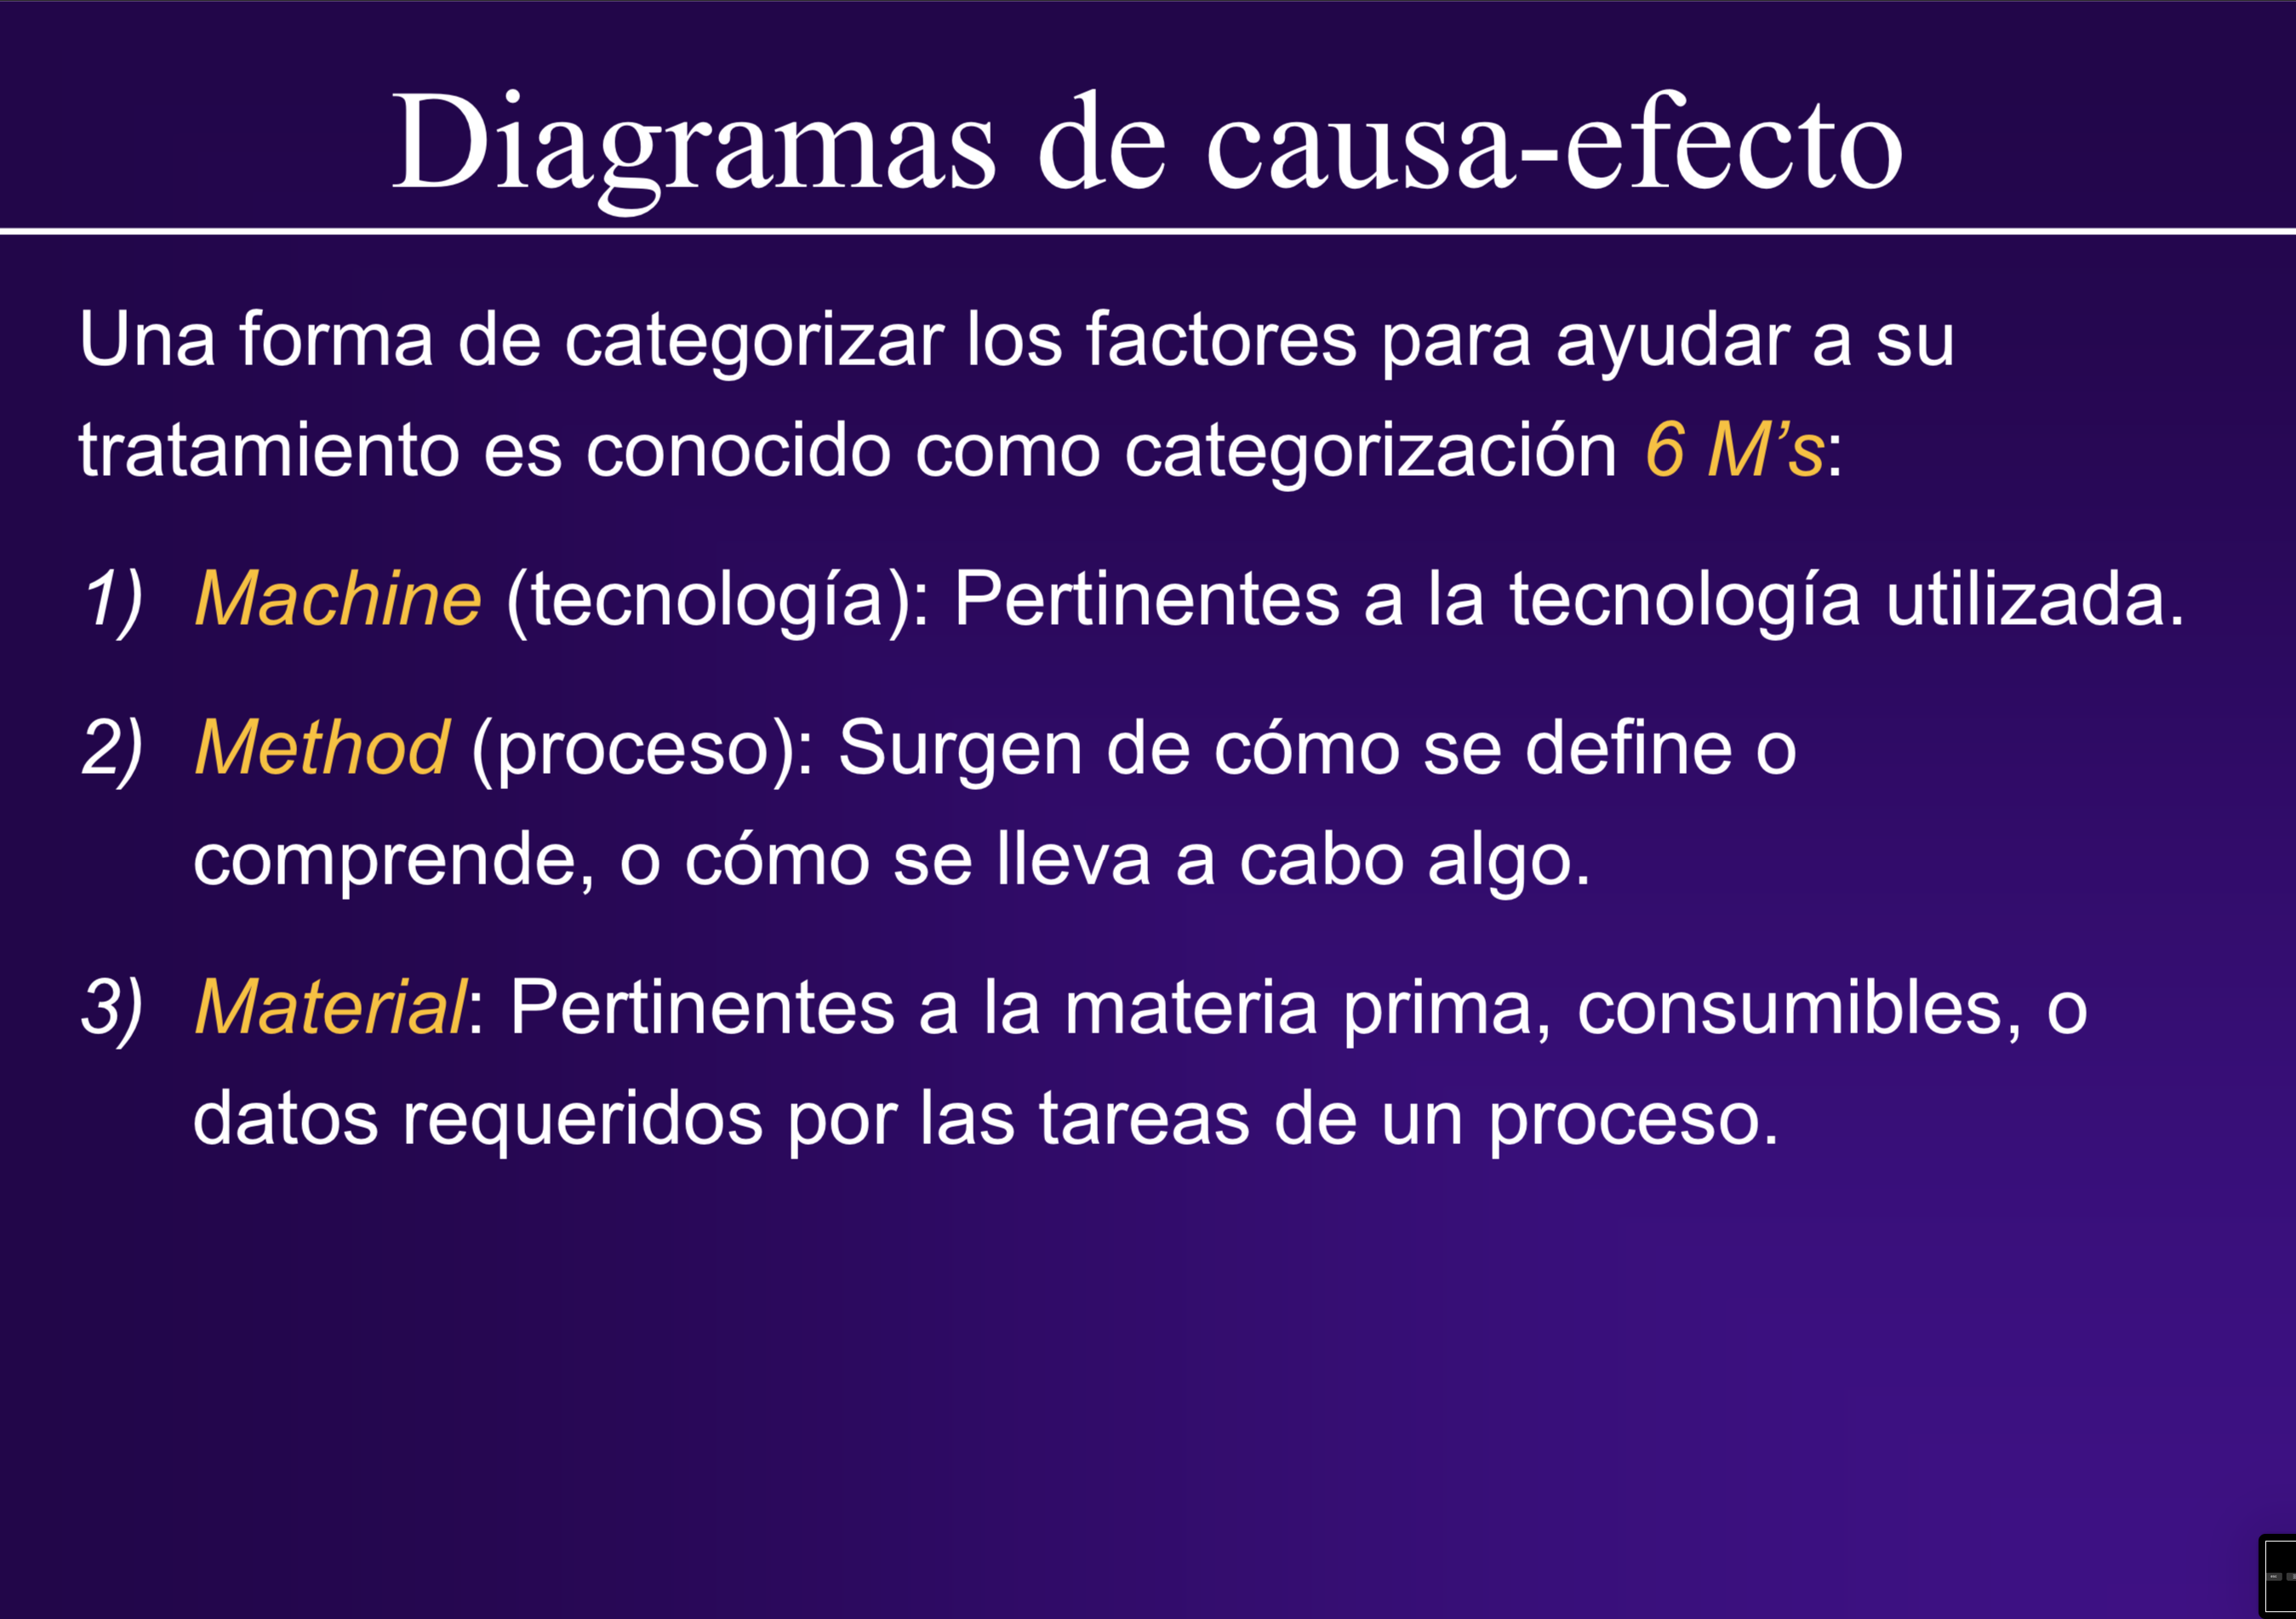 Diagramas de causa-efecto
Una forma de categorizar los factores para ayudar a su
tratamiento es conocido como categorización 6 M’s:
1) Machine (tecnología): Pertinentes a la tecnología utilizada.
2) Method (proceso): Surgen de cómo se define o
comprende, o cómo se lleva a cabo algo.
3) Material: Pertinentes a la materia prima, consumibles, o
datos requeridos por las tareas de un proceso.